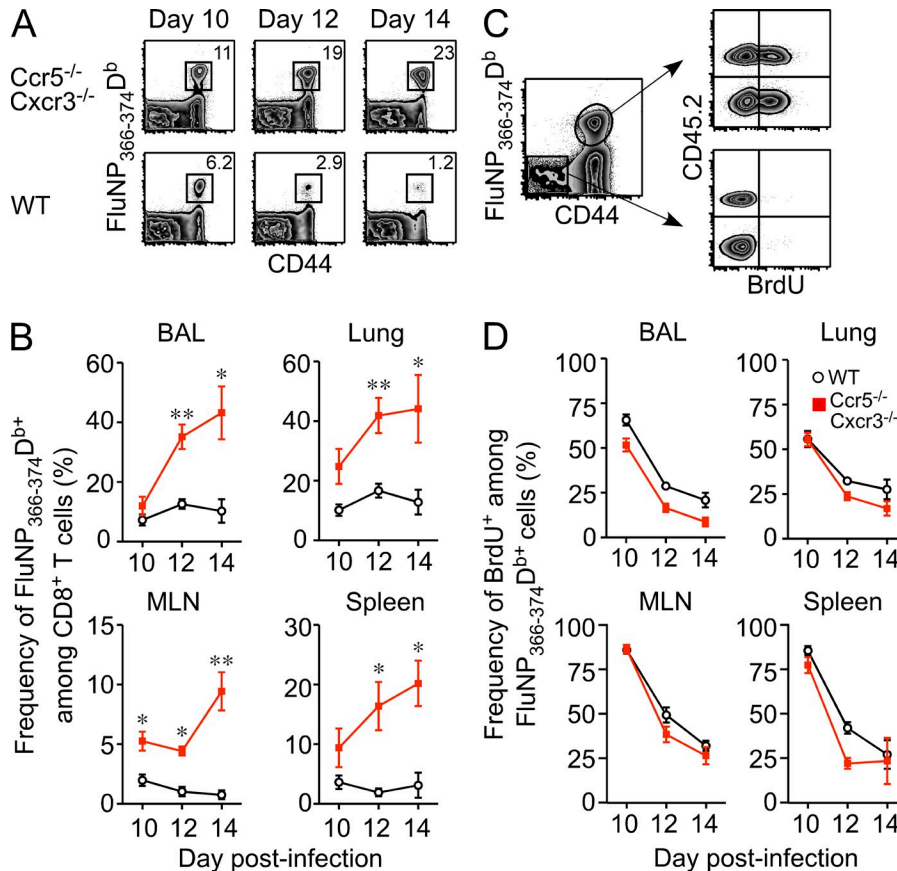 A
Day 10 Day 12 Day 14
Ccr5-/-
Cxcr3-/-
WT
FluNP366-374Db
11 19 23
6.2 2.9 1.2
CD44
C
FluNP366-374Db
CD44
CD45.2
BrdU
B
Frequency of FluNP366-374Db+
among CD8+ T cells (%)
BAL
60
40
20
0
** *
10 12 14
Lung
60
40
20
0
** *
10 12 14
MLN
15
10
5
0
* * **
10 12 14
Spleen
30
20
10
0
* *
10 12 14
Day post-infection
D
Frequency of BrdU+ among
FluNP366-374Db+ cells (%)
BAL
100
75
50
25
0
10 12 14
Lung
100
75
50
25
0
WT
Ccr5-/-
Cxcr3-/-
10 12 14
MLN
100
75
50
25
0
10 12 14
Spleen
100
75
50
25
0
10 12 14
Day post-infection